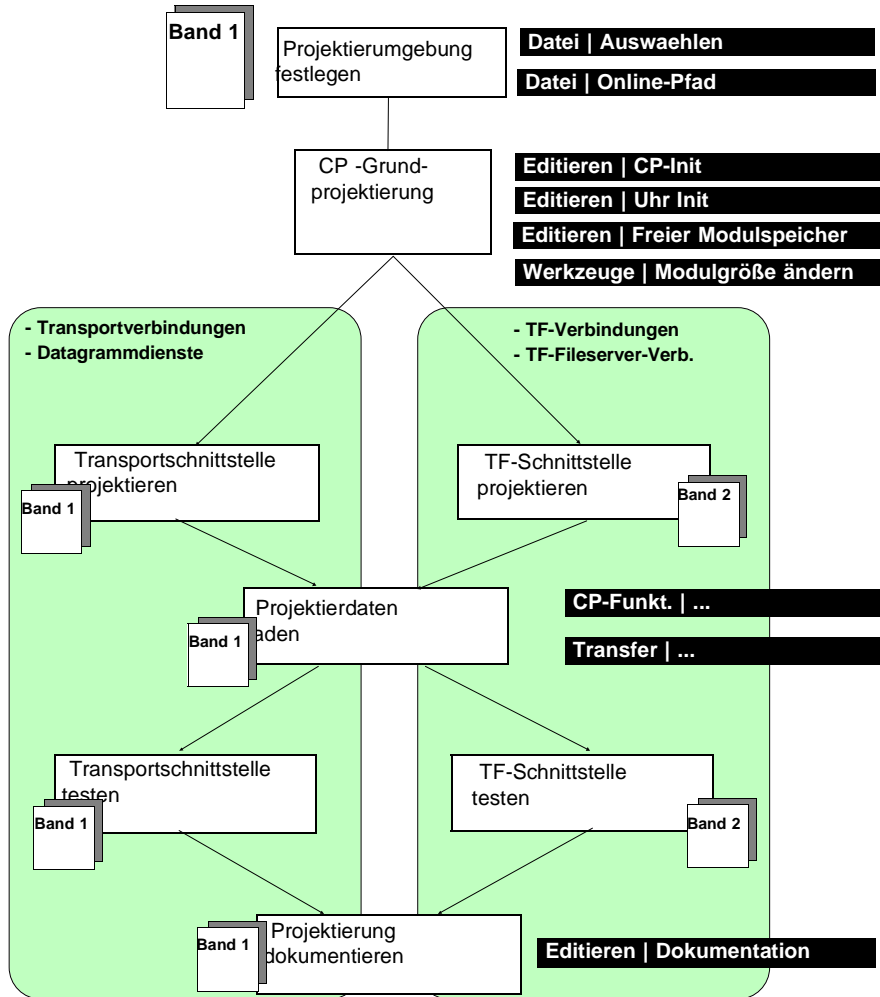 Band 1
Projektierumgebung
festlegen
Datei | Auswaehlen
Datei | Online-Pfad
CP -Grund-
projektierung
Editieren | CP-Init
Editieren | Uhr Init
Editieren | Freier Modulspeicher
Werkzeuge | Modulgröße ändern
- Transportverbindungen
- Datagrammdienste
- TF-Verbindungen
- TF-Fileserver-Verb.
Transportschnittstelle
projektieren
Band 1
TF-Schnittstelle
projektieren
Band 2
Projektierdaten
laden
Band 1
CP-Funkt. | ...
Transfer | ...
Transportschnittstelle
testen
Band 1
TF-Schnittstelle
testen
Band 2
Projektierung
dokumentieren
Band 1
Editieren | Dokumentation